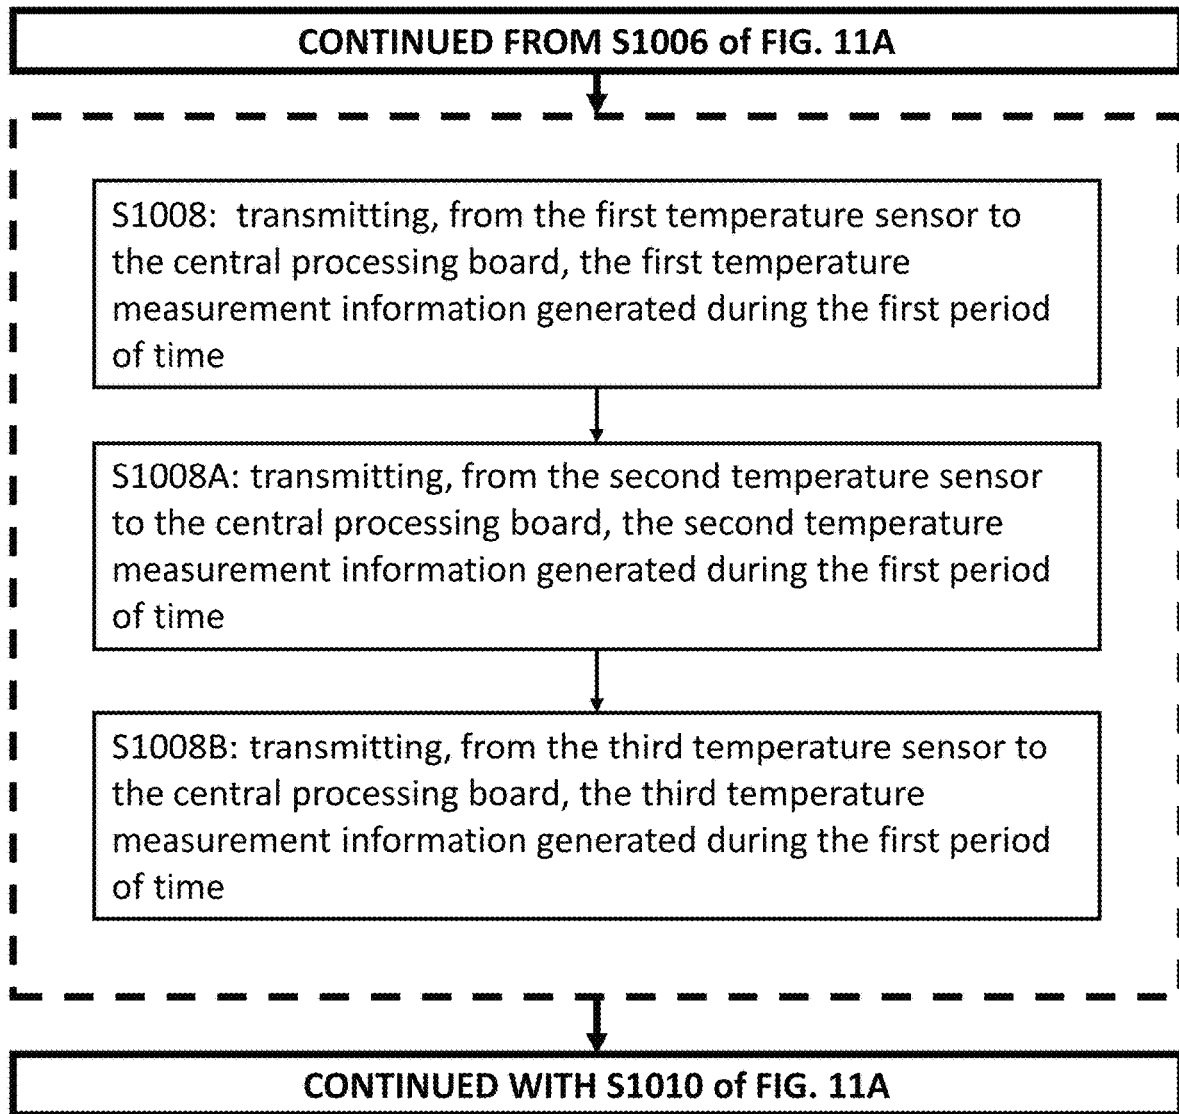 CONTINUED FROM S1006 of FIG. 11A
S1008:  transmitting, from the first temperature sensor to
the central processing board, the first temperature
measurement information generated during the first period
of time
S1008A: transmitting, from the second temperature sensor
to the central processing board, the second temperature
measurement information generated during the first period
of time
S1008B: transmitting, from the third temperature sensor to
the central processing board, the third temperature
measurement information generated during the first period
of time
CONTINUED WITH S1010 of FIG. 11A